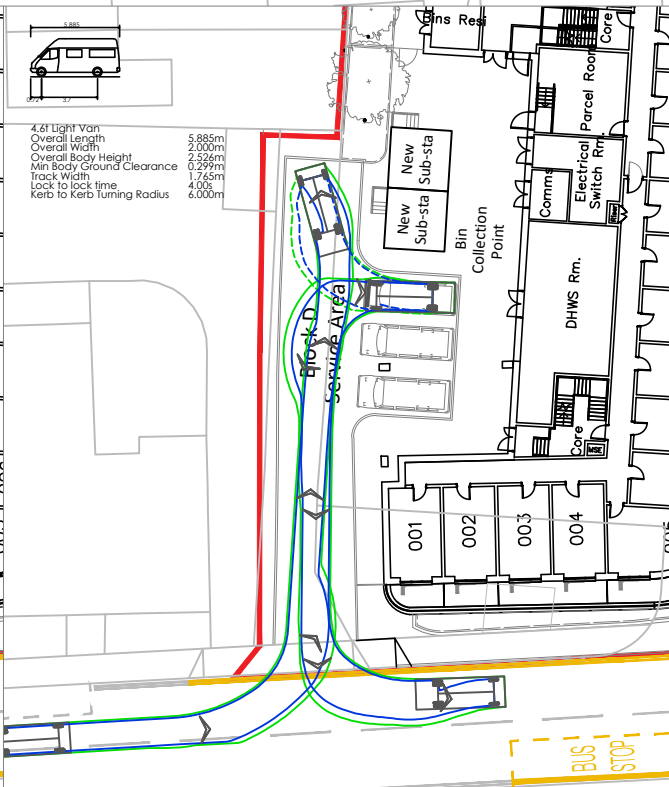 5.885
0.972
3.7
4.6t Light Van
Overall Length 5.885m
Overall Width 2.000m
Overall Body Height 2.526m
Min Body Ground Clearance 0.299m
Track Width 1.765m
Lock to lock time 4.00s
Kerb to Kerb Turning Radius 6.000m
Bins Resi
Core
Parcel Room
Electrical
Switch Rm.
Comms
Riser
New
Sub-sta
New
Sub-sta
Bin
Collection
Point
DHWS Rm.
Block D
Service Area
Core
WSE
001
002
003
004
BUS
STOP